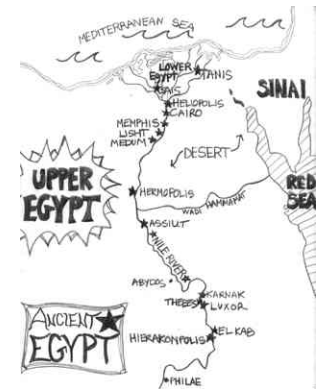 MEDITERRANEAN SEA
LOWER
EGYPT
TANIS
SAIS
HELIOPOLIS
CAIRO
SINAI
MEMPHIS
LISHT
MEDUM
DESERT
UPPER
EGYPT
HERMOPOLIS
WADI HAMMAMAT
RED
SEA
ASSIUT
NILE RIVER
ABYDOS
KARNAK
THEBES
LUXOR
ANCIENT
EGYPT
HIERAKONPOLIS
EL KAB
PHILAE